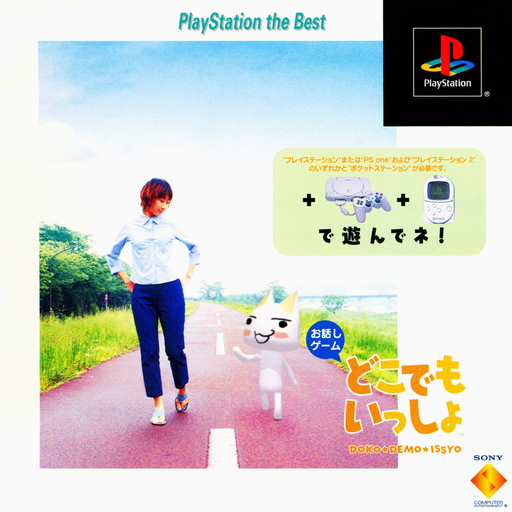 PlayStation the Best
PlayStation
®
"プレイステーション"または"PS one"および"プレイステーション 2"
のいずれかと"ポケットステーション"が必要です。
+ +
で遊んでネ!
お話し
ゲーム
どこでも
いっしょ
TM
DOKO★DEMO★ISSYO
SONY
COMPUTER
ENTERTAINMENT ®